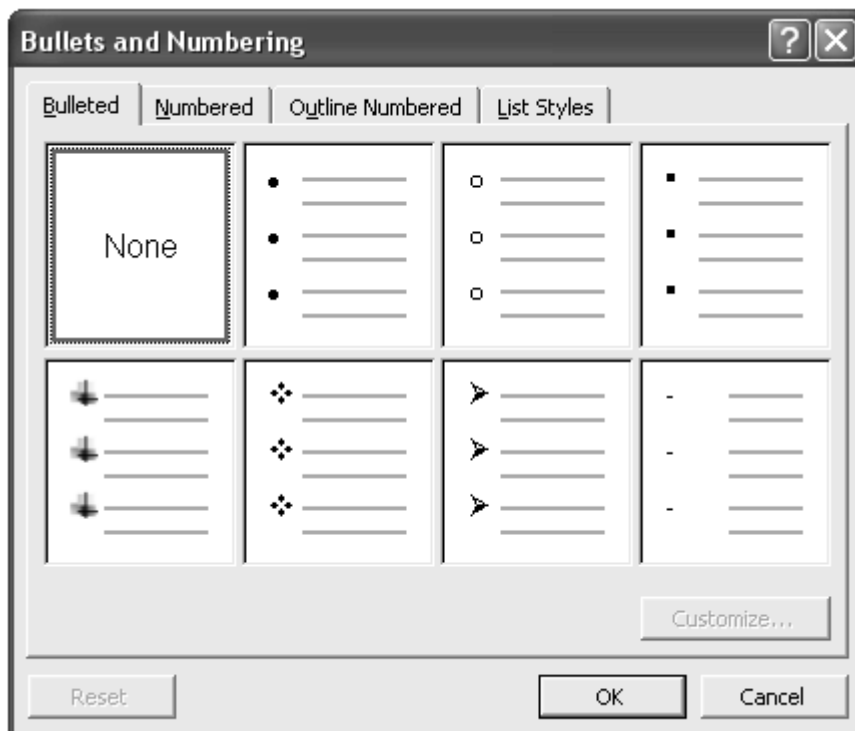 Bullets and Numbering
Bulleted Numbered Outline Numbered List Styles
None
Customize...
Reset OK Cancel